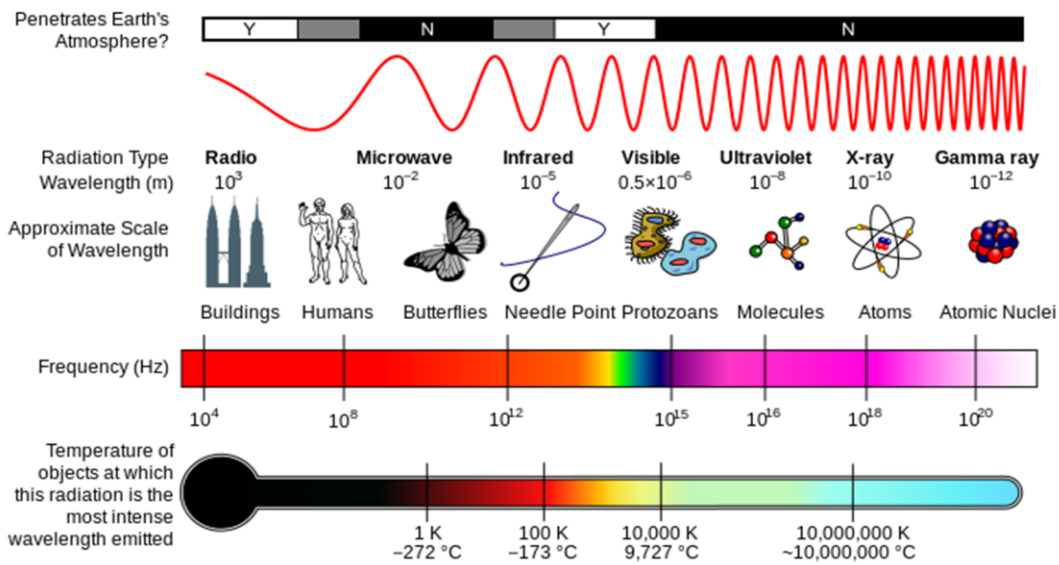 Penetrates Earth's
Atmosphere?
Y N Y N
Radiation Type
Radio Microwave Infrared Visible Ultraviolet X-ray Gamma ray
Wavelength (m)
10³ 10⁻² 10⁻⁵ 0.5×10⁻⁶ 10⁻⁸ 10⁻¹⁰ 10⁻¹²
Approximate Scale
of Wavelength
Buildings Humans Butterflies Needle Point Protozoans Molecules Atoms Atomic Nuclei
Frequency (Hz)
10⁴ 10⁸ 10¹² 10¹⁵ 10¹⁶ 10¹⁸ 10²⁰
Temperature of
objects at which
this radiation is the
most intense
wavelength emitted
1 K 100 K 10,000 K 10,000,000 K
−272 °C −173 °C 9,727 °C ~10,000,000 °C